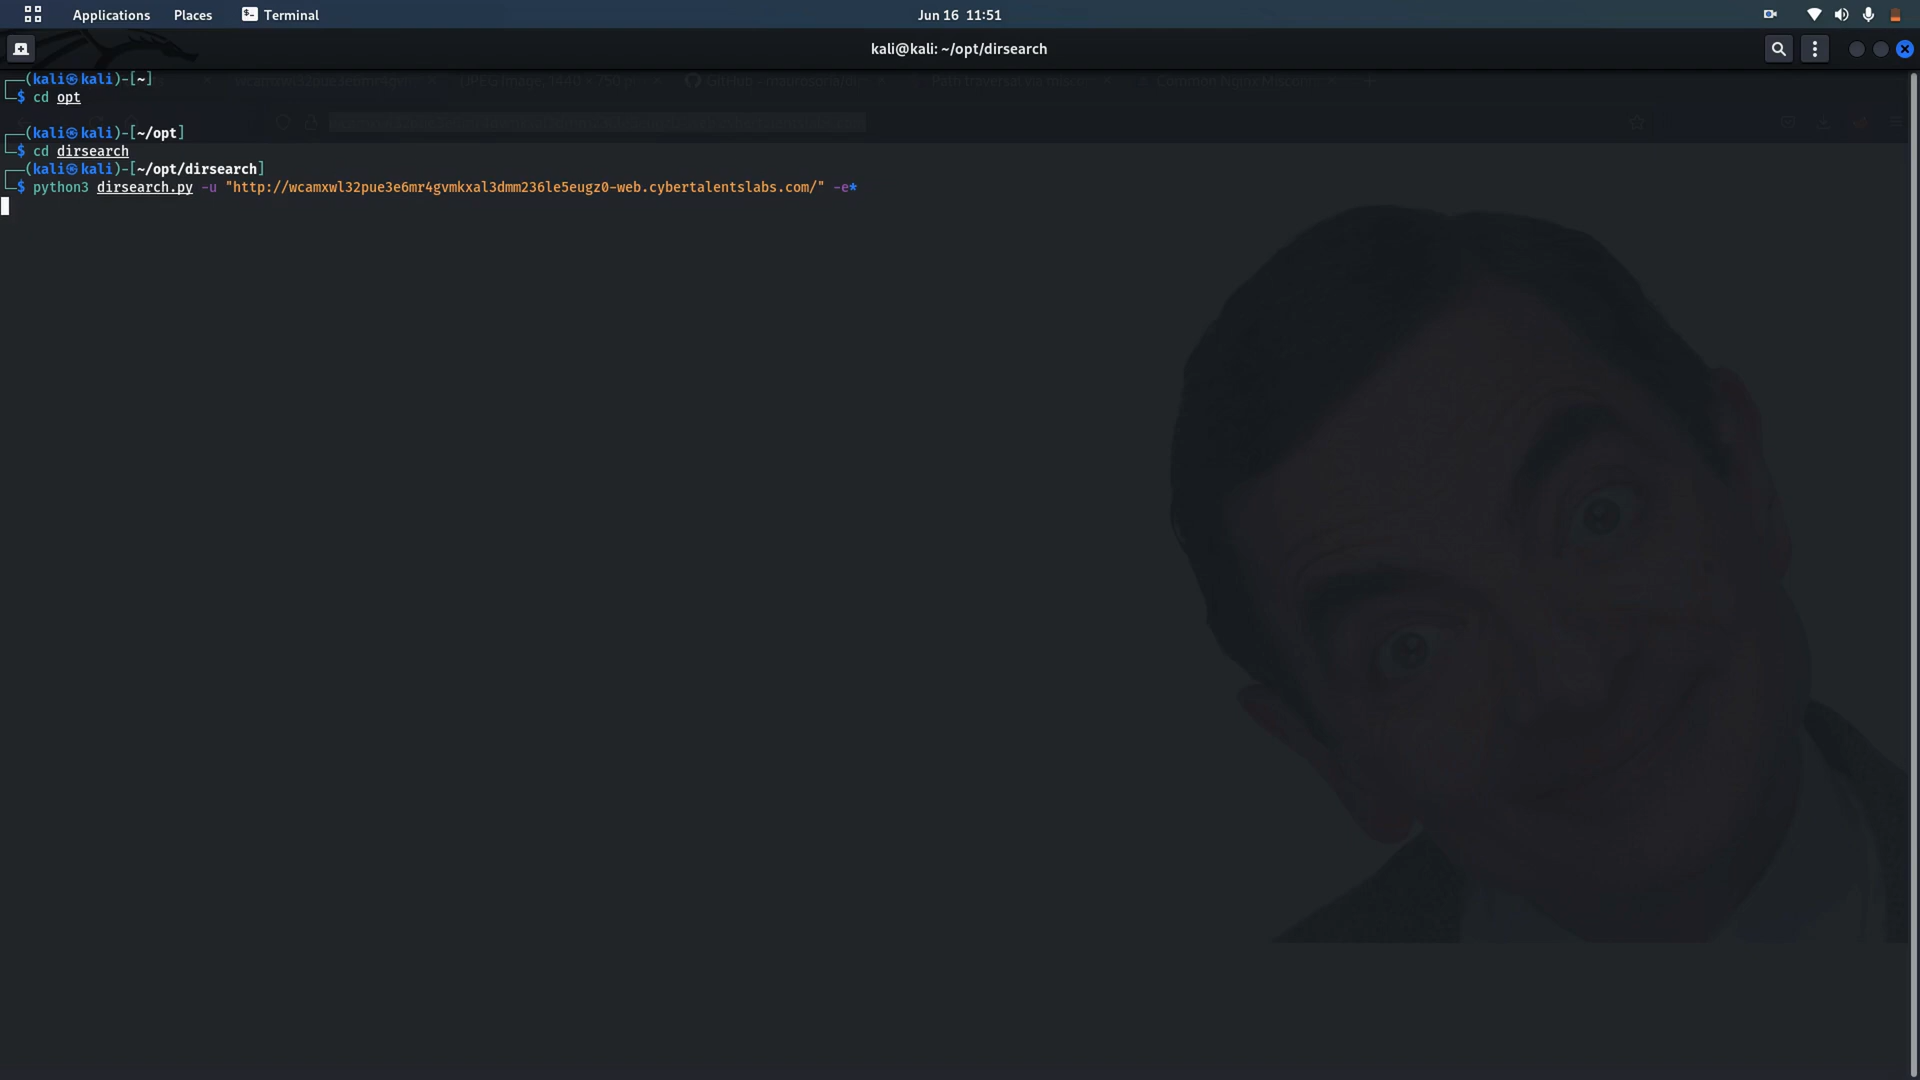 Applications Places Terminal Jun 16 11:51
kali@kali: ~/opt/dirsearch
┌──(kali㉿kali)-[~]
└─$ cd opt
┌──(kali㉿kali)-[~/opt]
└─$ cd dirsearch
┌──(kali㉿kali)-[~/opt/dirsearch]
└─$ python3 dirsearch.py -u "http://wcamxwl32pue3e6mr4gvmkxal3dmm236le5eugz0-web.cybertalentslabs.com/" -e*